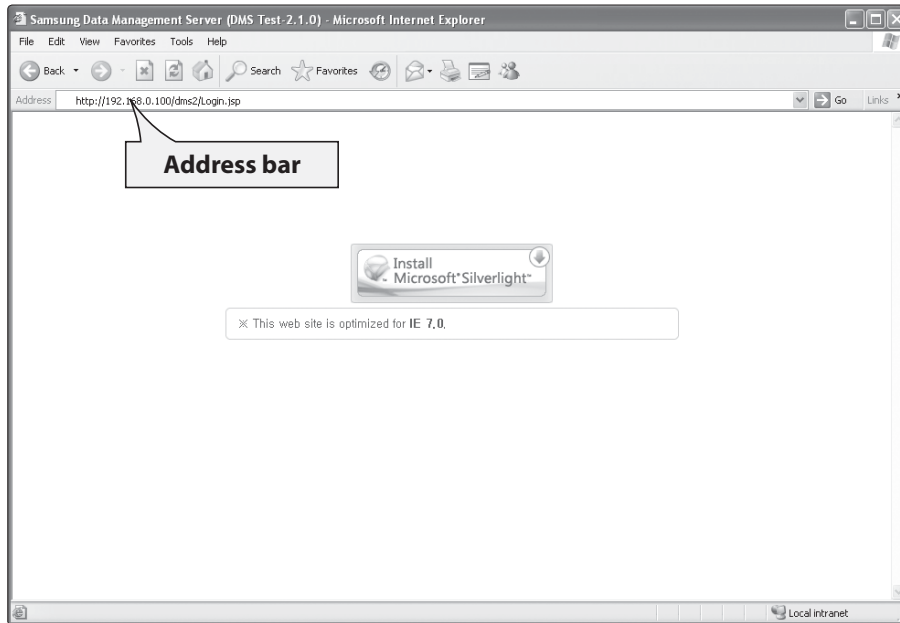 Samsung Data Management Server (DMS Test-2.1.0) - Microsoft Internet Explorer
File Edit View Favorites Tools Help
Back Search Favorites
Address http://192.168.0.100/dms2/Login.jsp Go Links
Address bar
Install
Microsoft® Silverlight™
※ This web site is optimized for IE 7.0.
Local intranet